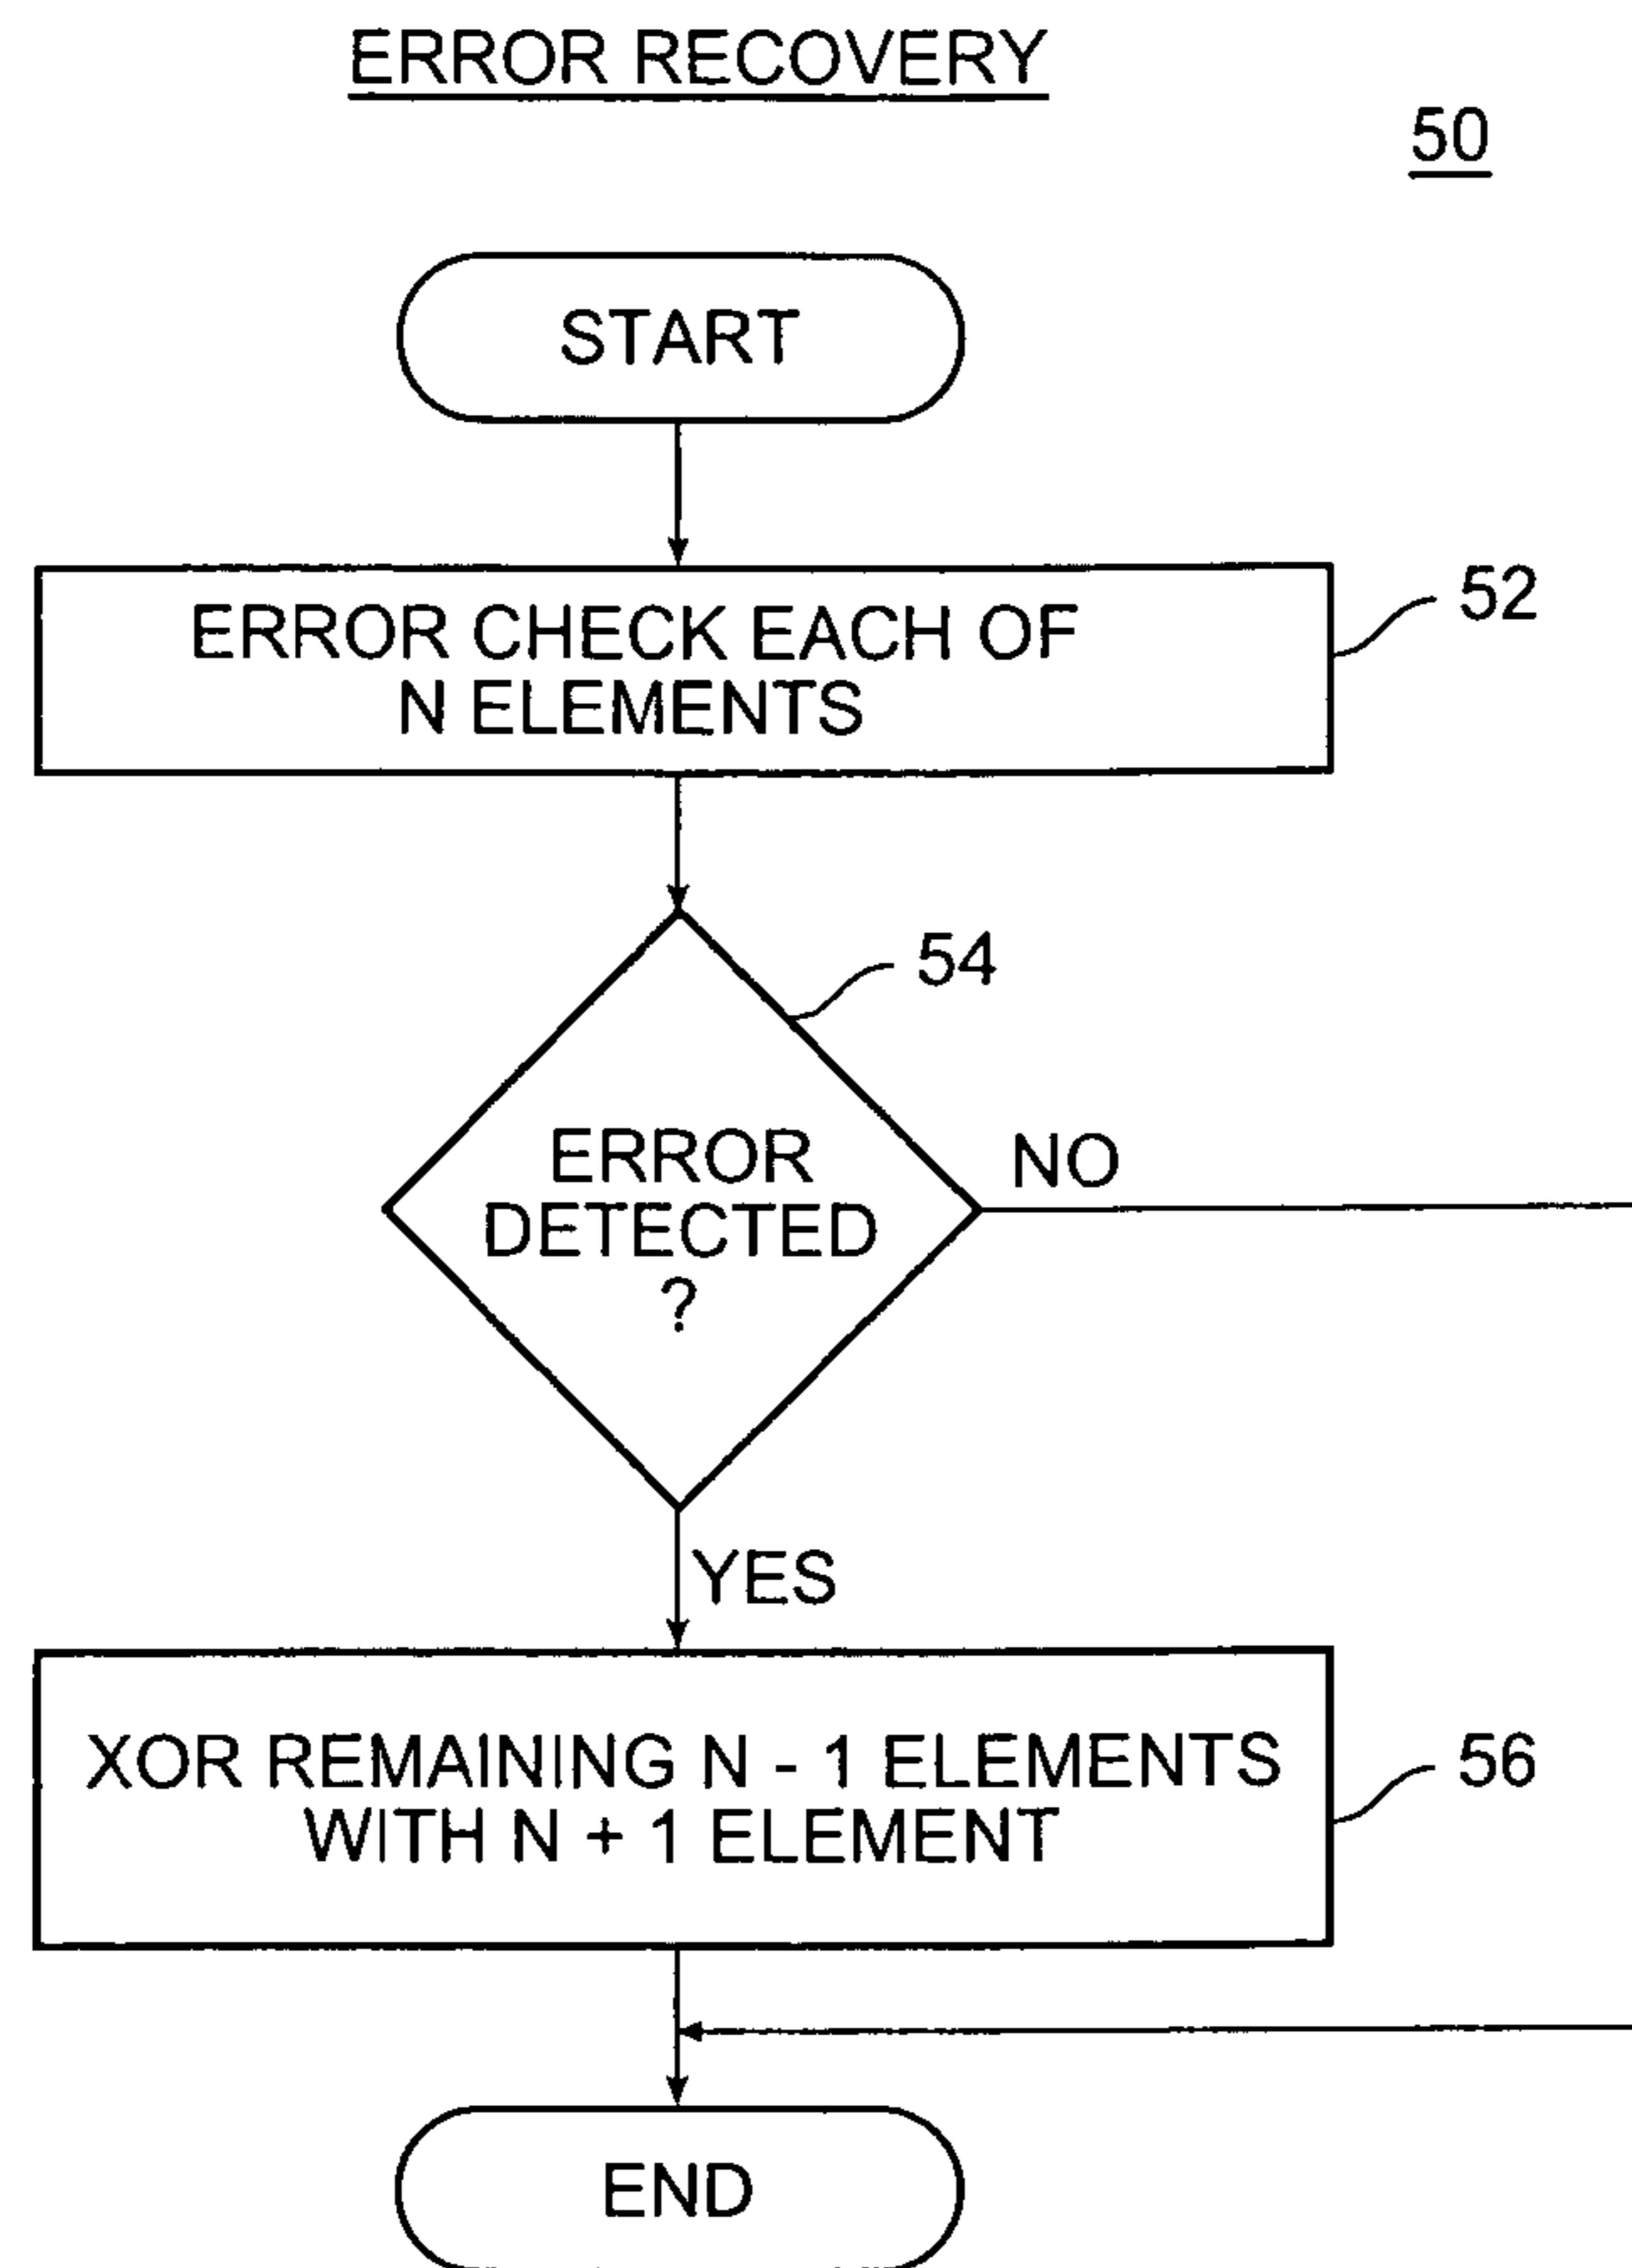 ERROR RECOVERY
50
START
ERROR CHECK EACH OF
N ELEMENTS
52
54
ERROR
DETECTED
?
NO
YES
XOR REMAINING N - 1 ELEMENTS
WITH N + 1 ELEMENT
56
END